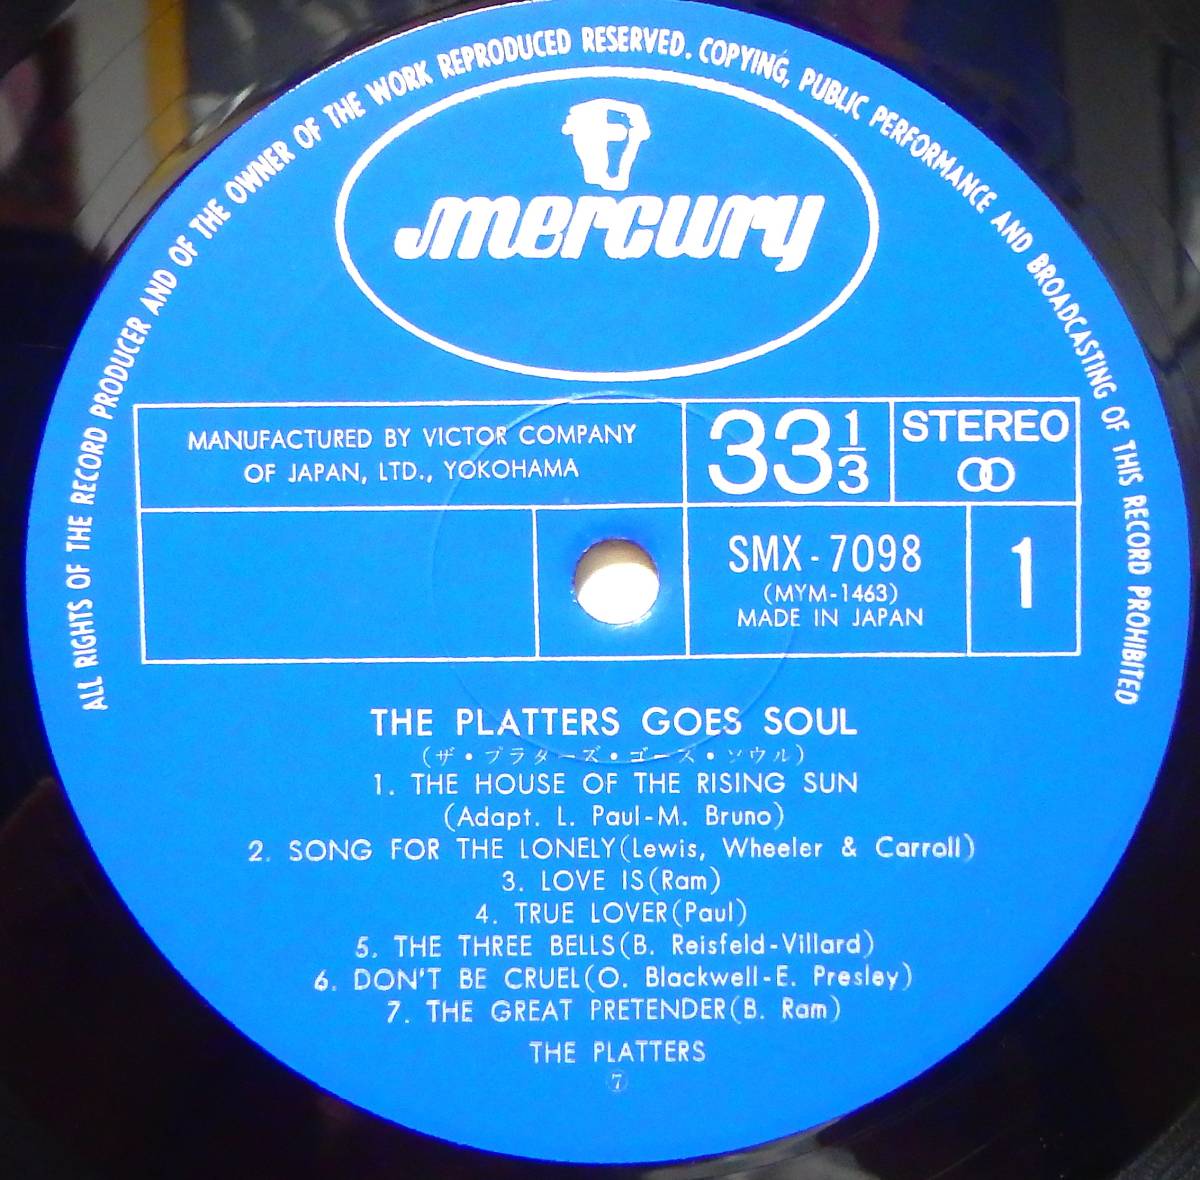 ALL RIGHTS OF THE RECORD PRODUCER AND OF THE OWNER OF THE WORK REPRODUCED RESERVED. COPYING, PUBLIC PERFORMANCE AND BROADCASTING OF THIS RECORD PROHIBITED
mercury
MANUFACTURED BY VICTOR COMPANY
OF JAPAN, LTD., YOKOHAMA
33 1/3
STEREO
SMX-7098
(MYM-1463)
MADE IN JAPAN
1
THE PLATTERS GOES SOUL
(ザ・プラターズ・ゴーズ・ソウル)
1. THE HOUSE OF THE RISING SUN
(Adapt. L. Paul-M. Bruno)
2. SONG FOR THE LONELY(Lewis, Wheeler & Carroll)
3. LOVE IS(Ram)
4. TRUE LOVER(Paul)
5. THE THREE BELLS(B. Reisfeld-Villard)
6. DON'T BE CRUEL(O. Blackwell-E. Presley)
7. THE GREAT PRETENDER(B. Ram)
THE PLATTERS
⑦